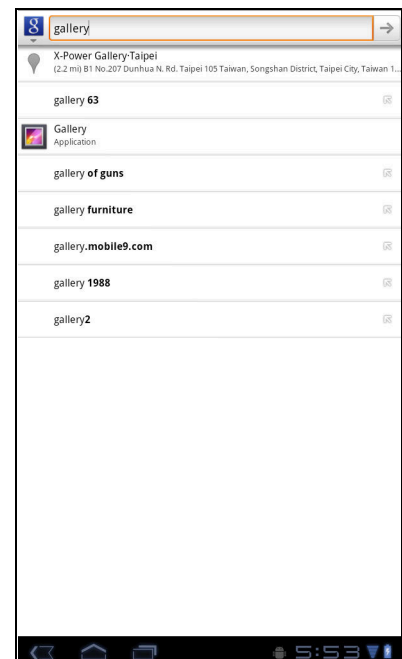 8 gallery
X-Power Gallery·Taipei
(2.2 mi) B1 No.207 Dunhua N. Rd. Taipei 105 Taiwan, Songshan District, Taipei City, Taiwan 1...
gallery 63
Gallery
Application
gallery of guns
gallery furniture
gallery.mobile9.com
gallery 1988
gallery2
5:53